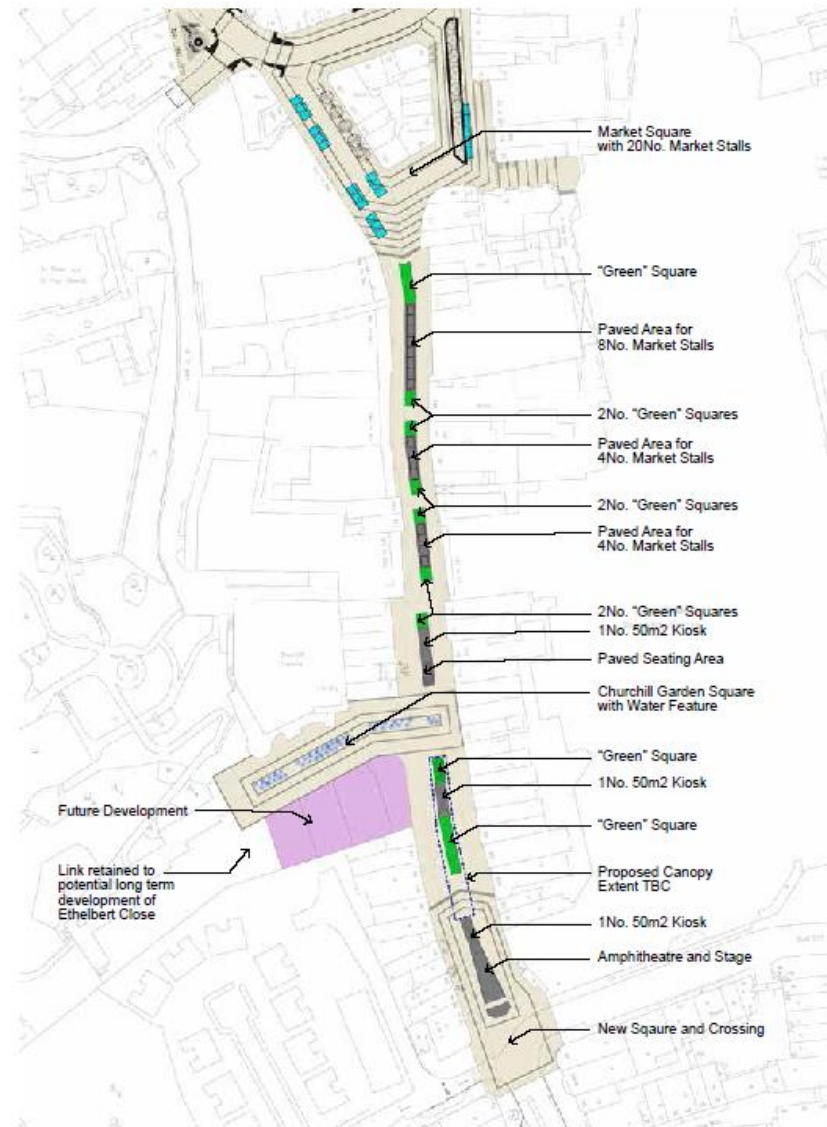 Market Square
with 20No. Market Stalls
"Green" Square
Paved Area for
8No. Market Stalls
2No. "Green" Squares
Paved Area for
4No. Market Stalls
2No. "Green" Squares
Paved Area for
4No. Market Stalls
2No. "Green" Squares
1No. 50m2 Kiosk
Paved Seating Area
Churchill Garden Square
with Water Feature
"Green" Square
1No. 50m2 Kiosk
Future Development
"Green" Square
Link retained to
potential long term
development of
Ethelbert Close
Proposed Canopy
Extent TBC
1No. 50m2 Kiosk
Amphitheatre and Stage
New Sqaure and Crossing